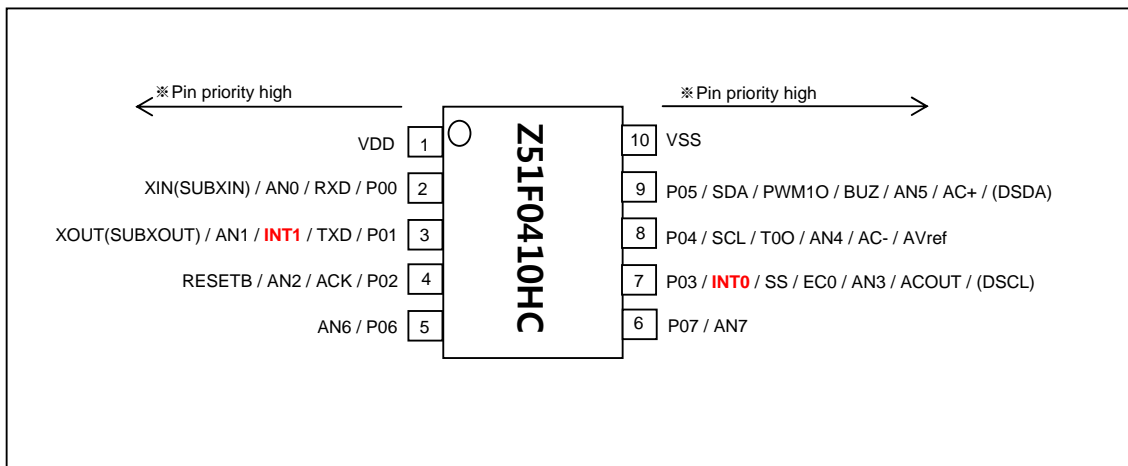 ※Pin priority high
※Pin priority high
Z51F0410HC
VDD 1
10 VSS
XIN(SUBXIN) / AN0 / RXD / P00 2
9 P05 / SDA / PWM1O / BUZ / AN5 / AC+ / (DSDA)
XOUT(SUBXOUT) / AN1 / INT1 / TXD / P01 3
8 P04 / SCL / T0O / AN4 / AC- / AVref
RESETB / AN2 / ACK / P02 4
7 P03 / INT0 / SS / EC0 / AN3 / ACOUT / (DSCL)
AN6 / P06 5
6 P07 / AN7